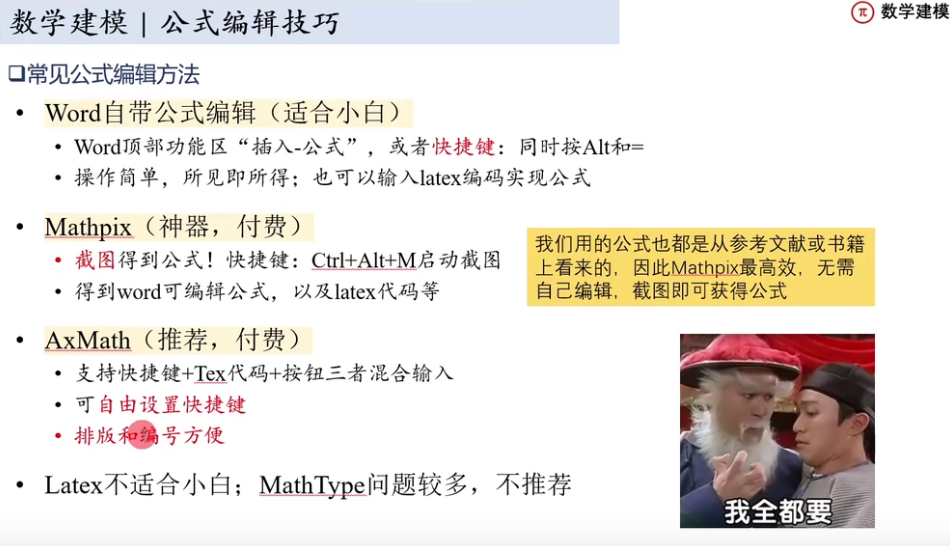 数学建模 | 公式编辑技巧
数学建模
❑常见公式编辑方法
• Word自带公式编辑（适合小白）
• Word顶部功能区“插入-公式”，或者快捷键：同时按Alt和=
• 操作简单，所见即所得；也可以输入latex编码实现公式
• Mathpix（神器，付费）
• 截图得到公式！快捷键：Ctrl+Alt+M启动截图
• 得到word可编辑公式，以及latex代码等
我们用的公式也都是从参考文献或书籍
上看来的，因此Mathpix最高效，无需
自己编辑，截图即可获得公式
• AxMath（推荐，付费）
• 支持快捷键+Tex代码+按钮三者混合输入
• 可自由设置快捷键
• 排版和编号方便
• Latex不适合小白；MathType问题较多，不推荐
我全都要